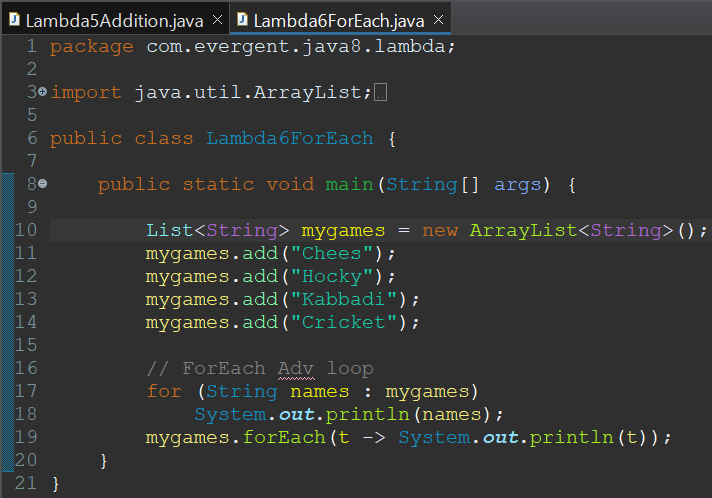 Lambda5Addition.java Lambda6ForEach.java
1 package com.evergent.java8.lambda;
2
3 import java.util.ArrayList;
5
6 public class Lambda6ForEach {
7
8     public static void main(String[] args) {
9
10         List<String> mygames = new ArrayList<String>();
11         mygames.add("Chees");
12         mygames.add("Hocky");
13         mygames.add("Kabbadi");
14         mygames.add("Cricket");
15
16         // ForEach Adv loop
17         for (String names : mygames)
18             System.out.println(names);
19         mygames.forEach(t -> System.out.println(t));
20     }
21 }